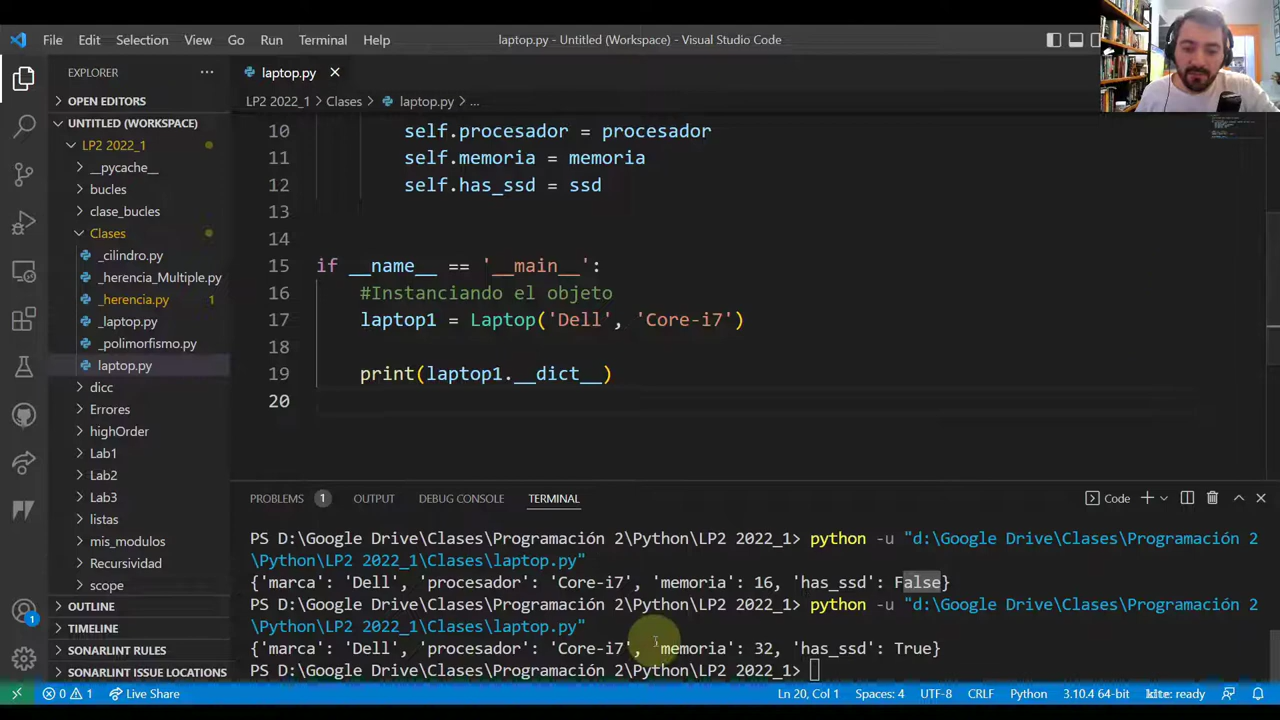 File Edit Selection View Go Run Terminal Help
laptop.py - Untitled (Workspace) - Visual Studio Code
EXPLORER
OPEN EDITORS
UNTITLED (WORKSPACE)
LP2 2022_1
__pycache__
bucles
clase_bucles
Clases
_cilindro.py
_herencia_Multiple.py
_herencia.py 1
_laptop.py
_polimorfismo.py
laptop.py
dicc
Errores
highOrder
Lab1
Lab2
Lab3
listas
mis_modulos
Recursividad
scope
OUTLINE
TIMELINE
SONARLINT RULES
SONARLINT ISSUE LOCATIONS
laptop.py
LP2 2022_1 > Clases > laptop.py > ...
10 self.procesador = procesador
11 self.memoria = memoria
12 self.has_ssd = ssd
13
14
15 if __name__ == '__main__':
16 #Instanciando el objeto
17 laptop1 = Laptop('Dell', 'Core-i7')
18
19 print(laptop1.__dict__)
20
PROBLEMS 1 OUTPUT DEBUG CONSOLE TERMINAL
Code
PS D:\Google Drive\Clases\Programación 2\Python\LP2 2022_1> python -u "d:\Google Drive\Clases\Programación 2
\Python\LP2 2022_1\Clases\laptop.py"
{'marca': 'Dell', 'procesador': 'Core-i7', 'memoria': 16, 'has_ssd': False}
PS D:\Google Drive\Clases\Programación 2\Python\LP2 2022_1> python -u "d:\Google Drive\Clases\Programación 2
\Python\LP2 2022_1\Clases\laptop.py"
{'marca': 'Dell', 'procesador': 'Core-i7', 'memoria': 32, 'has_ssd': True}
PS D:\Google Drive\Clases\Programación 2\Python\LP2 2022_1>
1
0 1 Live Share
Ln 20, Col 1 Spaces: 4 UTF-8 CRLF Python 3.10.4 64-bit kite: ready